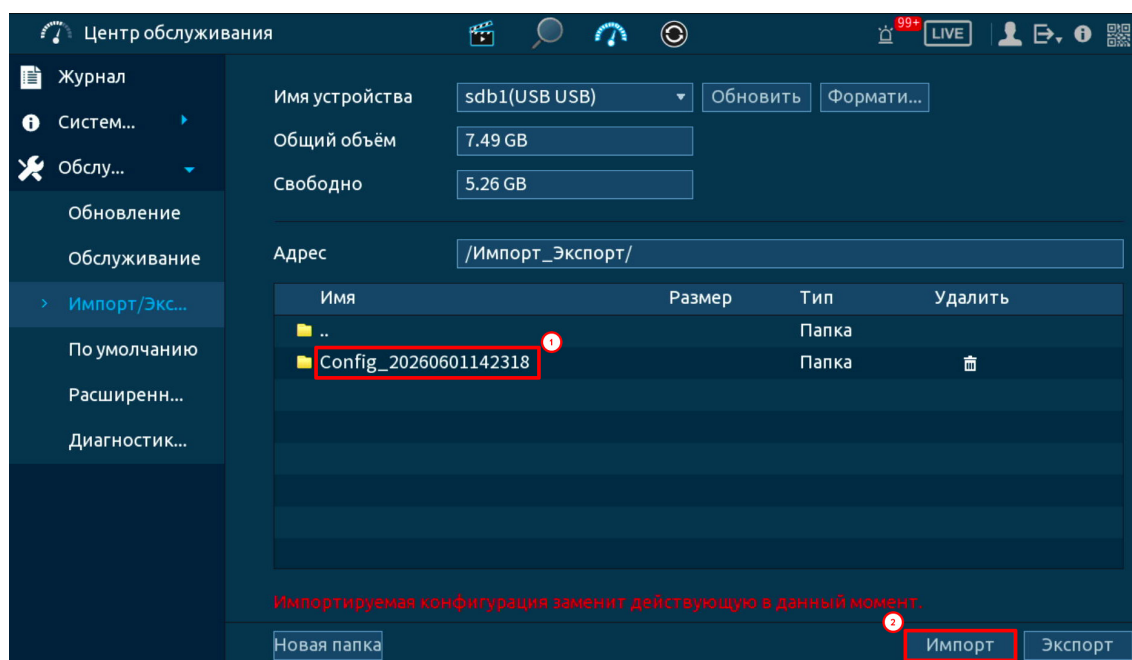 Центр обслуживания
99+
LIVE
Журнал
Систем...
Обслу...
Обновление
Обслуживание
> Импорт/Экс...
По умолчанию
Расширенн...
Диагностик...
Имя устройства sdb1(USB USB) Обновить Формати...
Общий объём 7.49 GB
Свободно 5.26 GB
Адрес /Импорт_Экспорт/
Имя Размер Тип Удалить
.. Папка
1
Config_20260601142318 Папка
Импортируемая конфигурация заменит действующую в данный момент.
2
Новая папка Импорт Экспорт